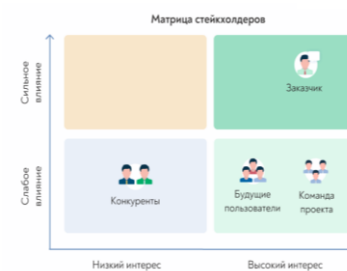 Матрица стейкхолдеров
Сильное
влияние
Заказчик
Слабое
влияние
Конкуренты
Будущие
пользователи
Команда
проекта
Низкий интерес
Высокий интерес